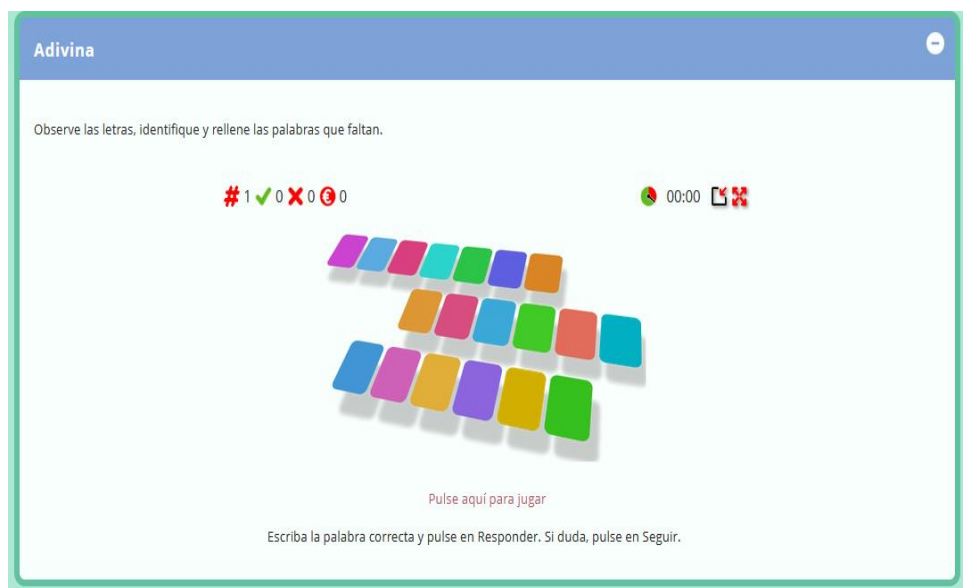 Adivina
Observe las letras, identifique y rellene las palabras que faltan.
# 1 ✓ 0 ✗ 0 € 0 00:00
Pulse aquí para jugar
Escriba la palabra correcta y pulse en Responder. Si duda, pulse en Seguir.